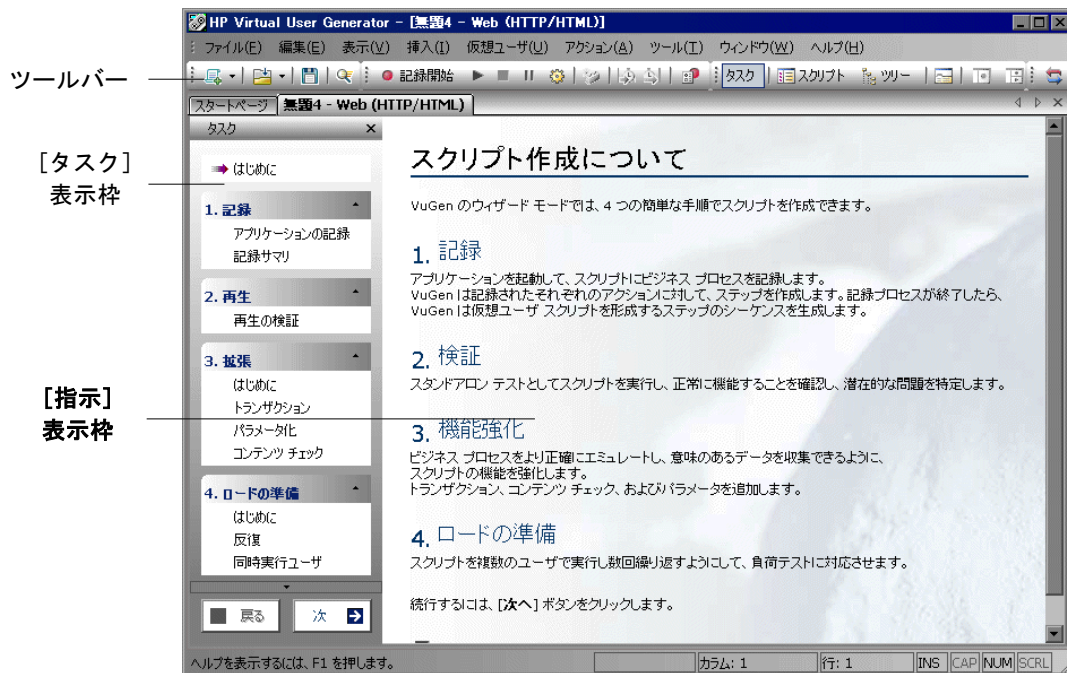 HP Virtual User Generator - [無題4 - Web (HTTP/HTML)]
ファイル(E) 編集(E) 表示(V) 挿入(I) 仮想ユーザ(U) アクション(A) ツール(T) ウィンドウ(W) ヘルプ(H)
ツールバー
記録開始 タスク スクリプト ツリー
スタートページ 無題4 - Web (HTTP/HTML)
タスク
[タスク]
表示枠
はじめに
1. 記録
アプリケーションの記録
記録サマリ
2. 再生
再生の検証
3. 拡張
はじめに
トランザクション
パラメータ化
コンテンツ チェック
[指示]
表示枠
4. ロードの準備
はじめに
反復
同時実行ユーザ
戻る 次
スクリプト作成について
VuGen のウィザード モードでは、4 つの簡単な手順でスクリプトを作成できます。
1. 記録
アプリケーションを起動して、スクリプトにビジネス プロセスを記録します。
VuGen は記録されたそれぞれのアクションに対して、ステップを作成します。記録プロセスが終了したら、
VuGen は仮想ユーザ スクリプトを形成するステップのシーケンスを生成します。
2. 検証
スタンドアロン テストとしてスクリプトを実行し、正常に機能することを確認し、潜在的な問題を特定します。
3. 機能強化
ビジネス プロセスをより正確にエミュレートし、意味のあるデータを収集できるように、
スクリプトの機能を強化します。
トランザクション、コンテンツ チェック、およびパラメータを追加します。
4. ロードの準備
スクリプトを複数のユーザで実行し数回繰り返すようにして、負荷テストに対応させます。
続行するには、[次へ] ボタンをクリックします。
ヘルプを表示するには、F1 を押します。 カラム: 1 行: 1 INS CAP NUM SCRL